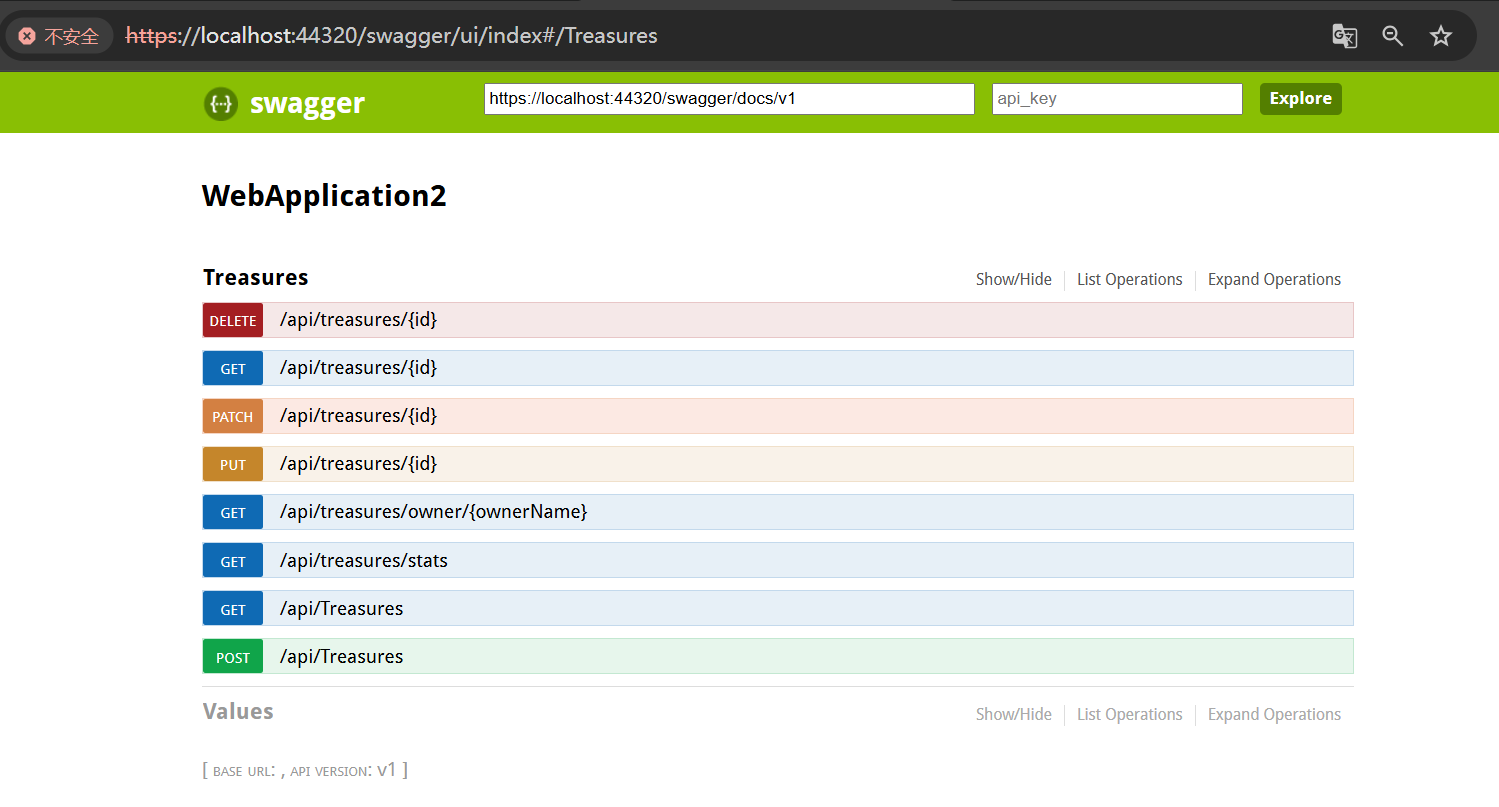 不安全 https://localhost:44320/swagger/ui/index#/Treasures
{···} swagger https://localhost:44320/swagger/docs/v1 api_key Explore
WebApplication2
Treasures Show/Hide List Operations Expand Operations
DELETE /api/treasures/{id}
GET /api/treasures/{id}
PATCH /api/treasures/{id}
PUT /api/treasures/{id}
GET /api/treasures/owner/{ownerName}
GET /api/treasures/stats
GET /api/Treasures
POST /api/Treasures
Values Show/Hide List Operations Expand Operations
[ BASE URL: , API VERSION: v1 ]